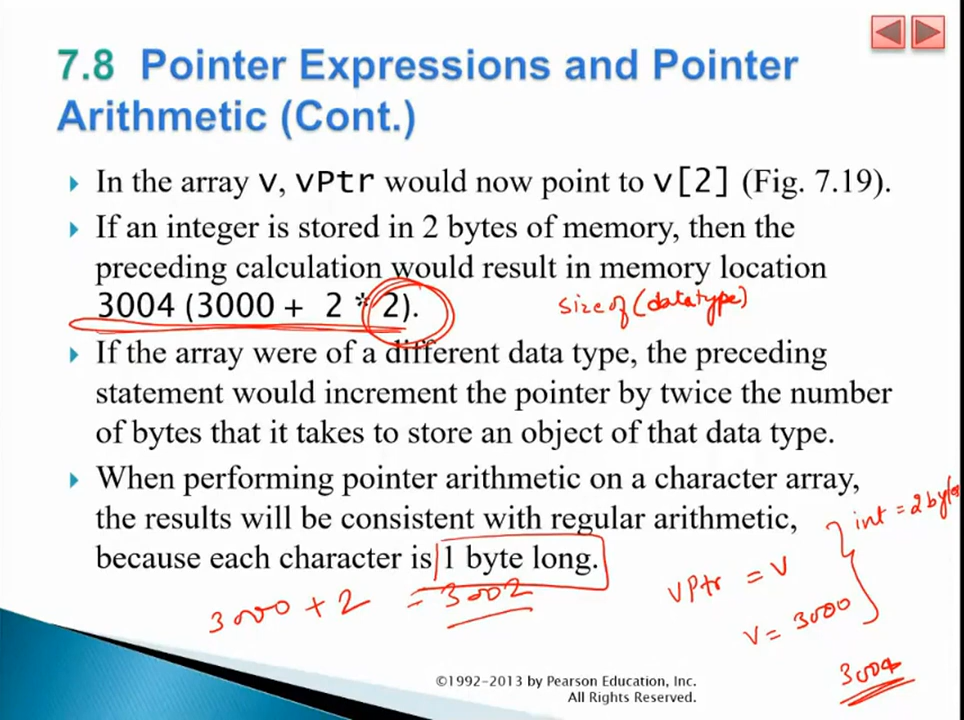 7.8 Pointer Expressions and Pointer
Arithmetic (Cont.)
In the array v, vPtr would now point to v[2] (Fig. 7.19).
If an integer is stored in 2 bytes of memory, then the
preceding calculation would result in memory location
3004 (3000 + 2 * 2).
size of (datatype)
If the array were of a different data type, the preceding
statement would increment the pointer by twice the number
of bytes that it takes to store an object of that data type.
When performing pointer arithmetic on a character array,
the results will be consistent with regular arithmetic,
because each character is 1 byte long.
int = 2 bytes
vPtr = v
3000 + 2 = 3002
v = 3000
3004
©1992-2013 by Pearson Education, Inc.
All Rights Reserved.